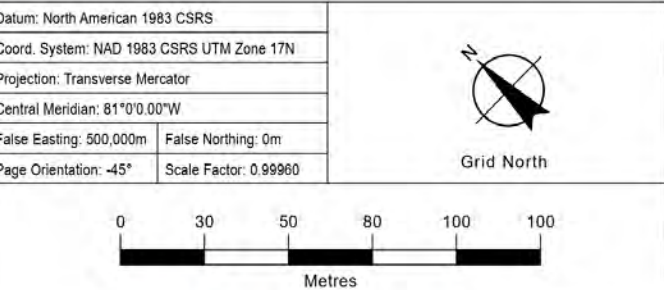 Datum: North American 1983 CSRS
Coord. System: NAD 1983 CSRS UTM Zone 17N
Projection: Transverse Mercator
Central Meridian: 81°0'0.00"W
False Easting: 500,000m False Northing: 0m
Page Orientation: -45° Scale Factor: 0.99960
N
Grid North
0 30 50 80 100 100
Metres